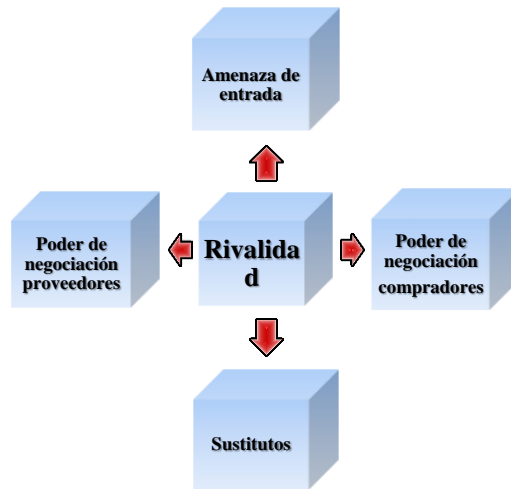 Amenaza de
entrada
Poder de
negociación
proveedores
Rivalida
d
Poder de
negociación
compradores
Sustitutos